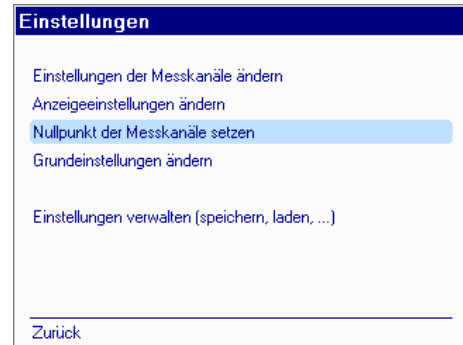 Einstellungen
Einstellungen der Messkanäle ändern
Anzeigeeinstellungen ändern
Nullpunkt der Messkanäle setzen
Grundeinstellungen ändern
Einstellungen verwalten (speichern, laden, ...)
Zurück